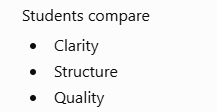 Students compare
• Clarity
• Structure
• Quality